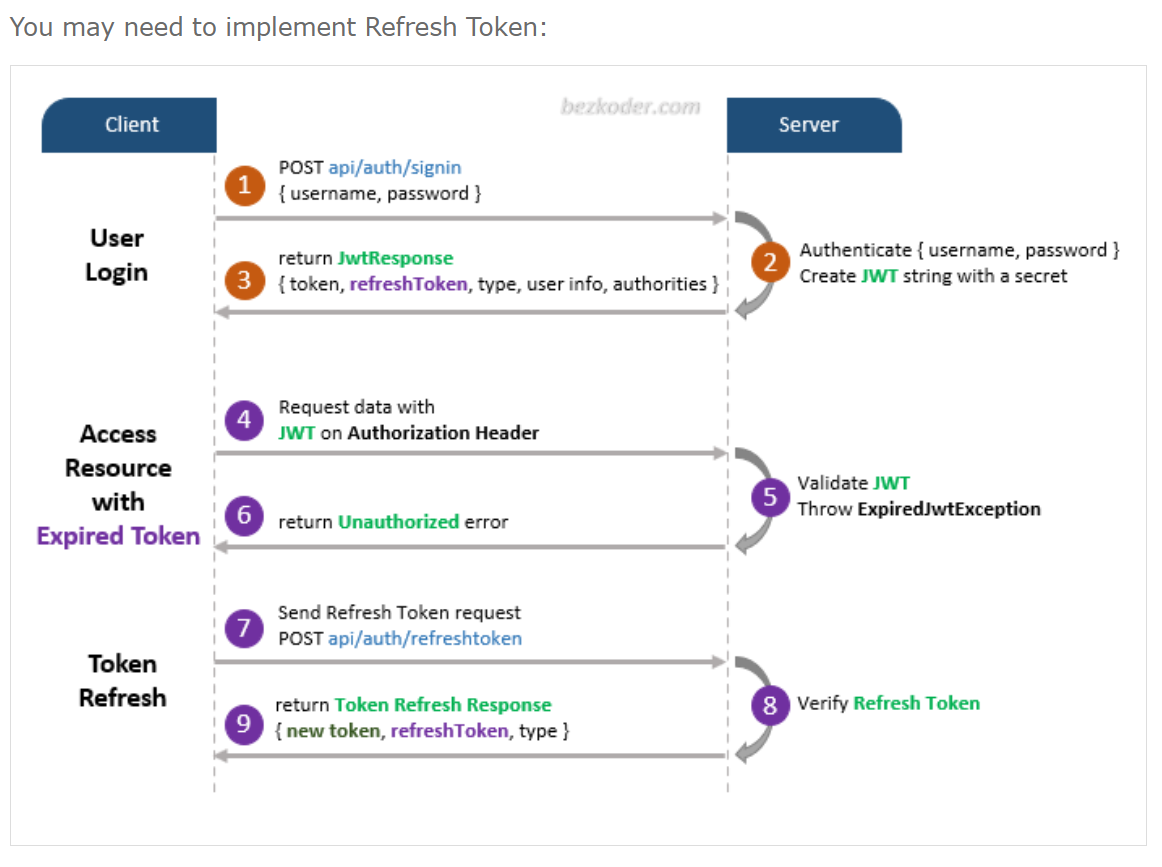 You may need to implement Refresh Token:
bezkoder.com
Client
Server
1
POST api/auth/signin
{ username, password }
User
Login
2
Authenticate { username, password }
Create JWT string with a secret
3
return JwtResponse
{ token, refreshToken, type, user info, authorities }
4
Request data with
JWT on Authorization Header
Access
Resource
with
Expired Token
5
Validate JWT
Throw ExpiredJwtException
6
return Unauthorized error
7
Send Refresh Token request
POST api/auth/refreshtoken
Token
Refresh
8
Verify Refresh Token
9
return Token Refresh Response
{ new token, refreshToken, type }